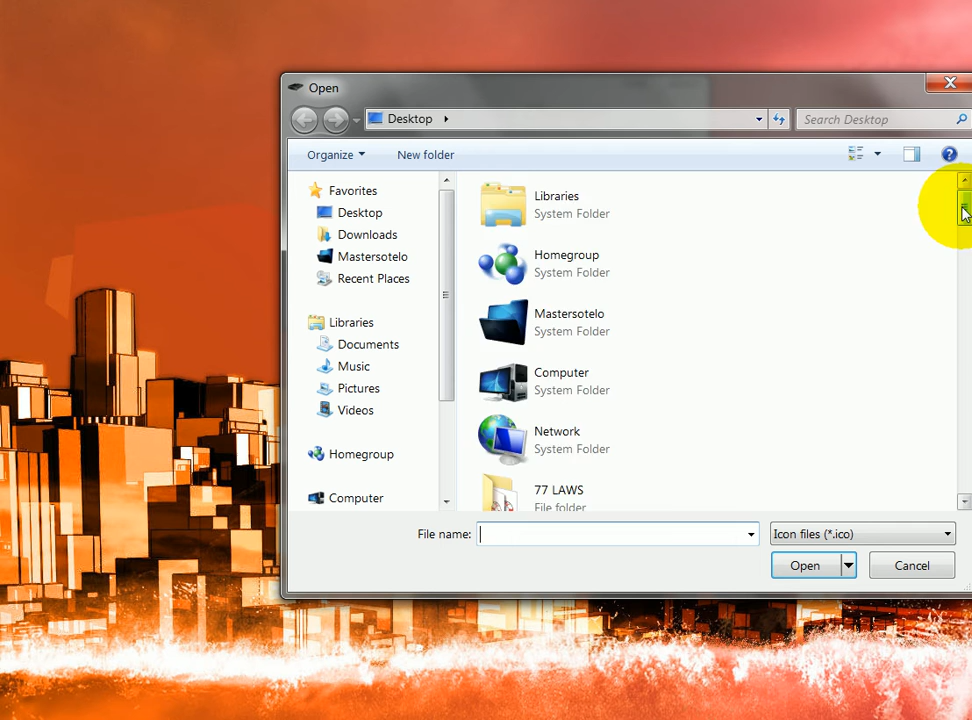 Open
Desktop
Search Desktop
Organize
New folder
Favorites
Desktop
Downloads
Mastersotelo
Recent Places
Libraries
Documents
Music
Pictures
Videos
Homegroup
Computer
Libraries
System Folder
Homegroup
System Folder
Mastersotelo
System Folder
Computer
System Folder
Network
System Folder
77 LAWS
File folder
File name:
Icon files (*.ico)
Open
Cancel